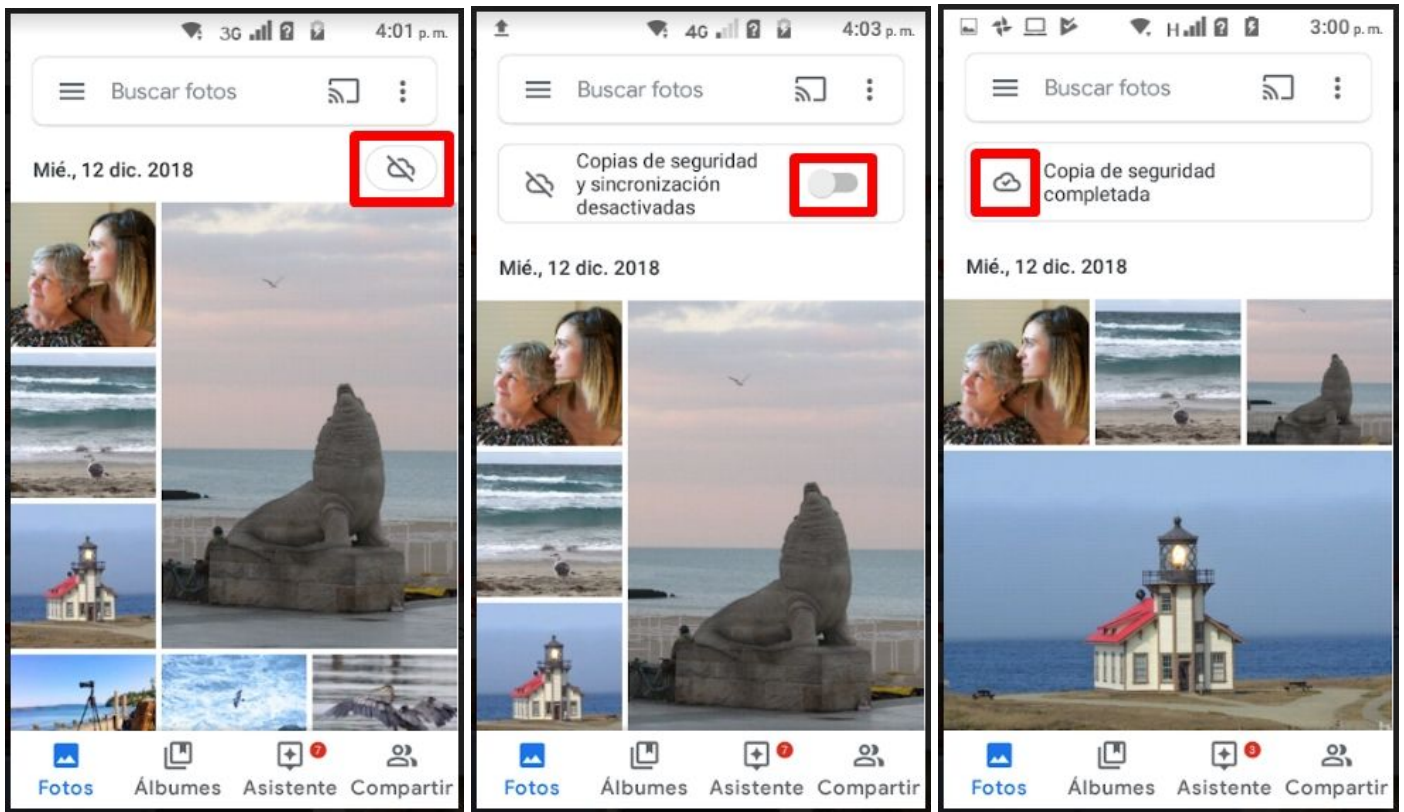 3G 4:01 p.m.
Buscar fotos
Mié., 12 dic. 2018
Fotos Álbumes Asistente 7 Compartir
4G 4:03 p.m.
Buscar fotos
Copias de seguridad
y sincronización
desactivadas
Mié., 12 dic. 2018
Fotos Álbumes Asistente 7 Compartir
H 3:00 p.m.
Buscar fotos
Copia de seguridad
completada
Mié., 12 dic. 2018
Fotos Álbumes Asistente 3 Compartir